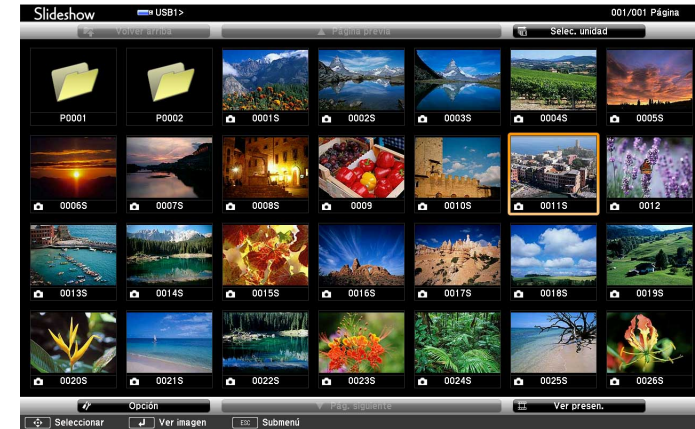 Slideshow USB1> 001/001 Página
Volver arriba Página previa Selec. unidad
P0001 P0002 0001S 0002S 0003S 0004S 0005S
0006S 0007S 0008S 0009 0010S 0011S 0012
0013S 0014S 0015S 0016S 0017S 0018S 0019S
0020S 0021S 0022S 0023S 0024S 0025S 0026S
Opción Pág. siguiente Ver presen.
Seleccionar Ver imagen ESC Submenú